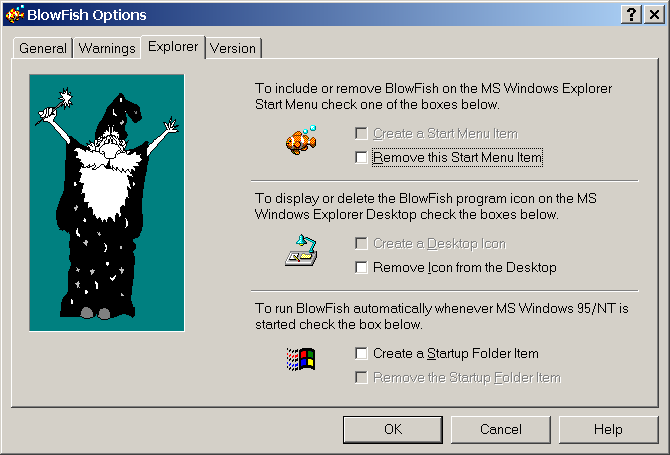 BlowFish Options
General Warnings Explorer Version
To include or remove BlowFish on the MS Windows Explorer
Start Menu check one of the boxes below.
Create a Start Menu Item
Remove this Start Menu Item
To display or delete the BlowFish program icon on the MS
Windows Explorer Desktop check the boxes below.
Create a Desktop Icon
Remove Icon from the Desktop
To run BlowFish automatically whenever MS Windows 95/NT is
started check the box below.
Create a Startup Folder Item
Remove the Startup Folder Item
OK Cancel Help